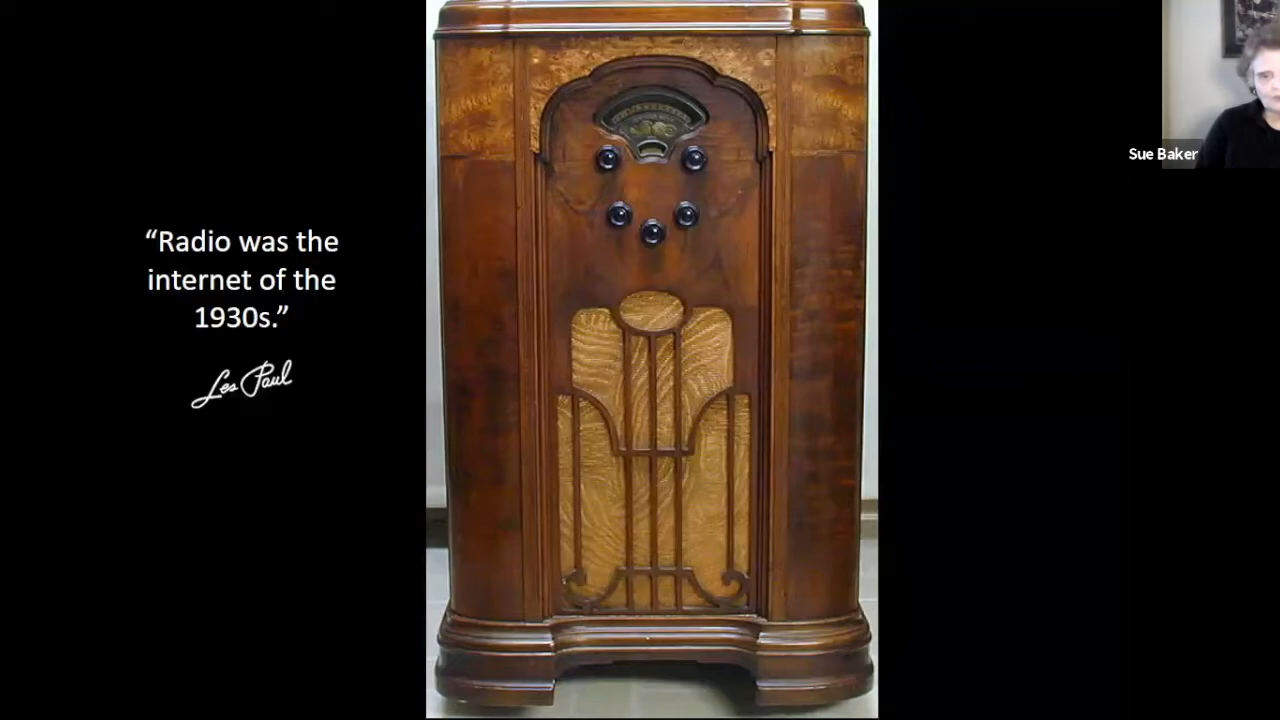 “Radio was the
internet of the
1930s.”
Les Paul
Sue Baker